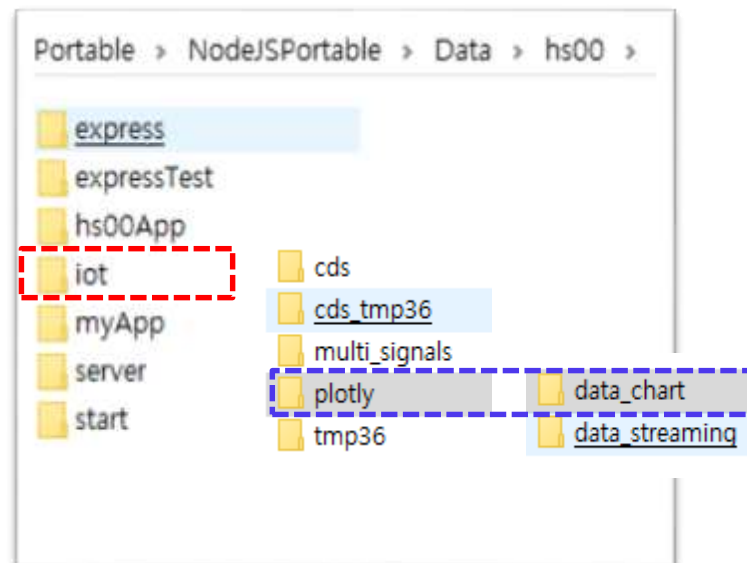 Portable > NodeJSPortable > Data > hs00 >
express
expressTest
hs00App
iot
myApp
server
start
cds
cds_tmp36
multi_signals
plotly
tmp36
data_chart
data_streaming